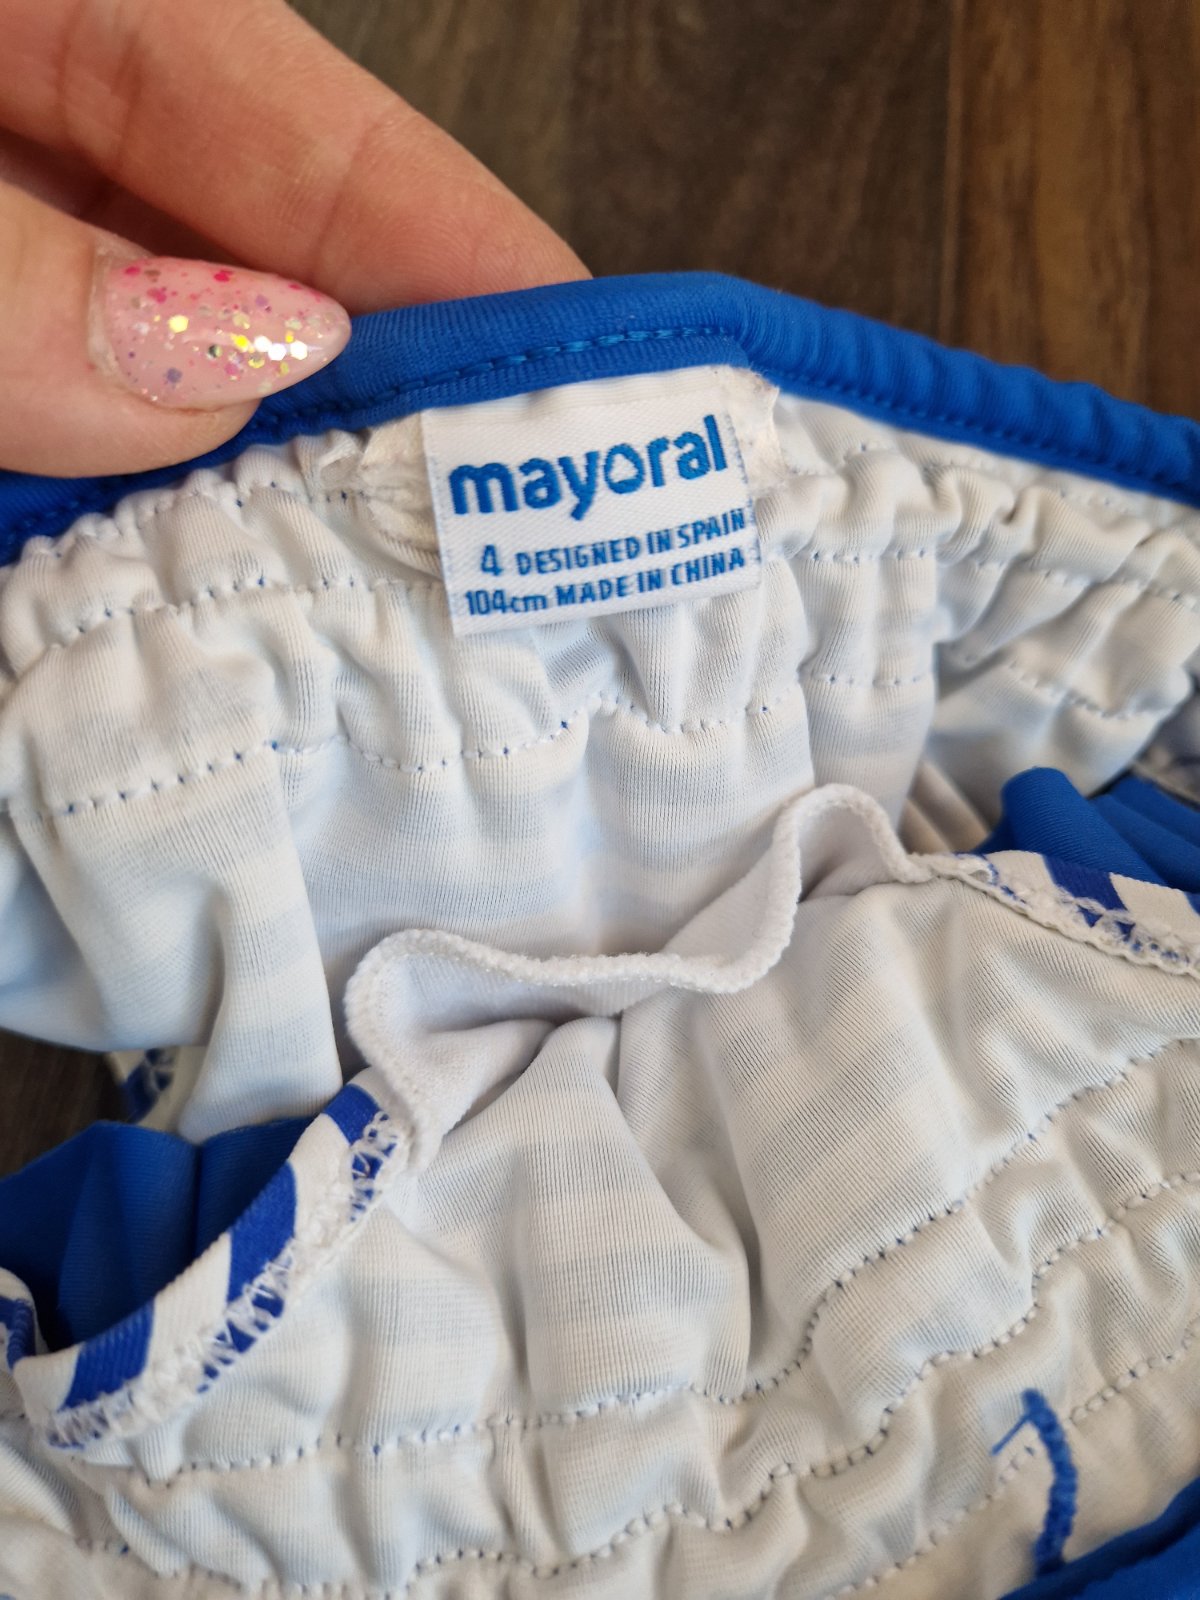 mayoral
4 DESIGNED IN SPAIN
104cm MADE IN CHINA